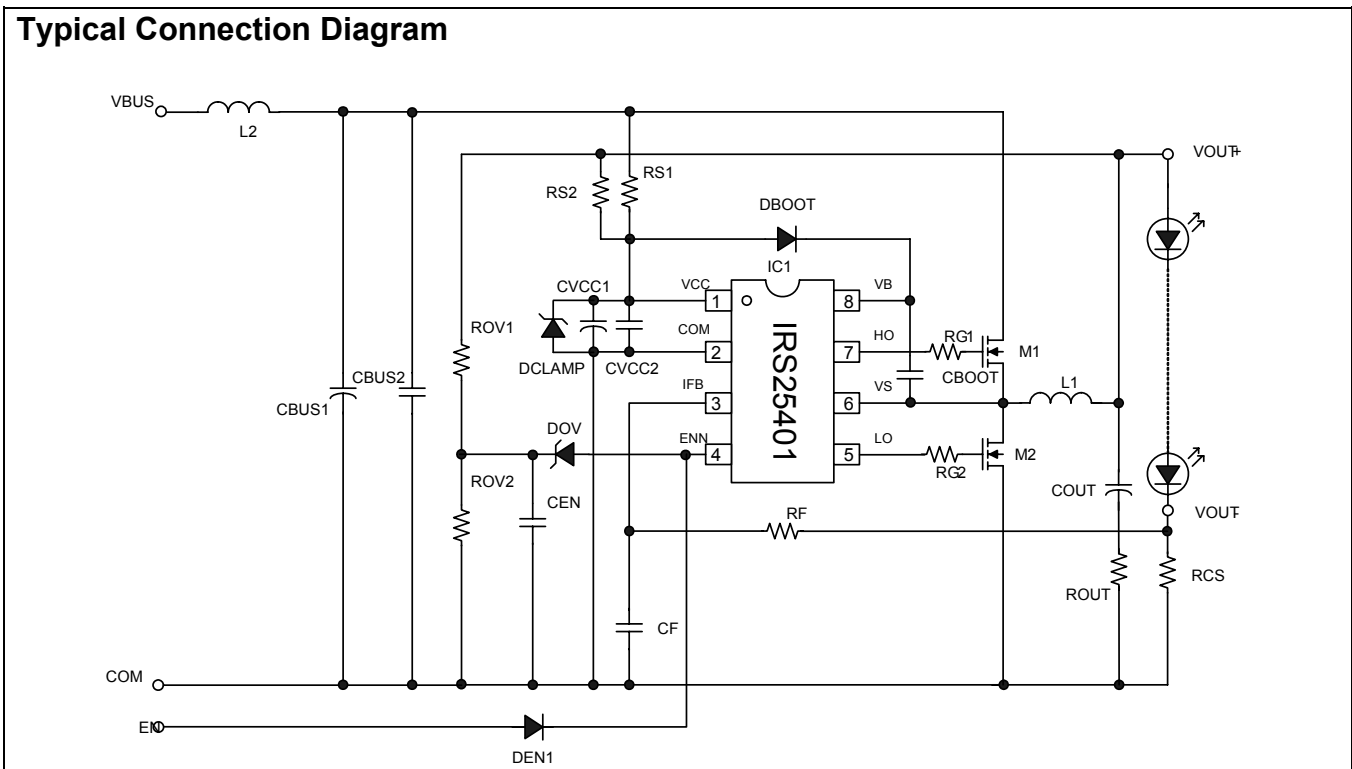 Typical Connection Diagram
VBUS
L2
VOUT+
RS1
RS2
DBOOT
IC1
CVCC1
VCC
1
8
VB
ROV1
COM
2
7
HO
RG1
M1
DCLAMP
CVCC2
IRS25401
CBOOT
L1
CBUS2
CBUS1
IFB
3
6
VS
DOV
ENN
4
5
LO
RG2
M2
ROV2
CEN
COUT
VOUT-
RF
ROUT
RCS
CF
COM
EN
DEN1